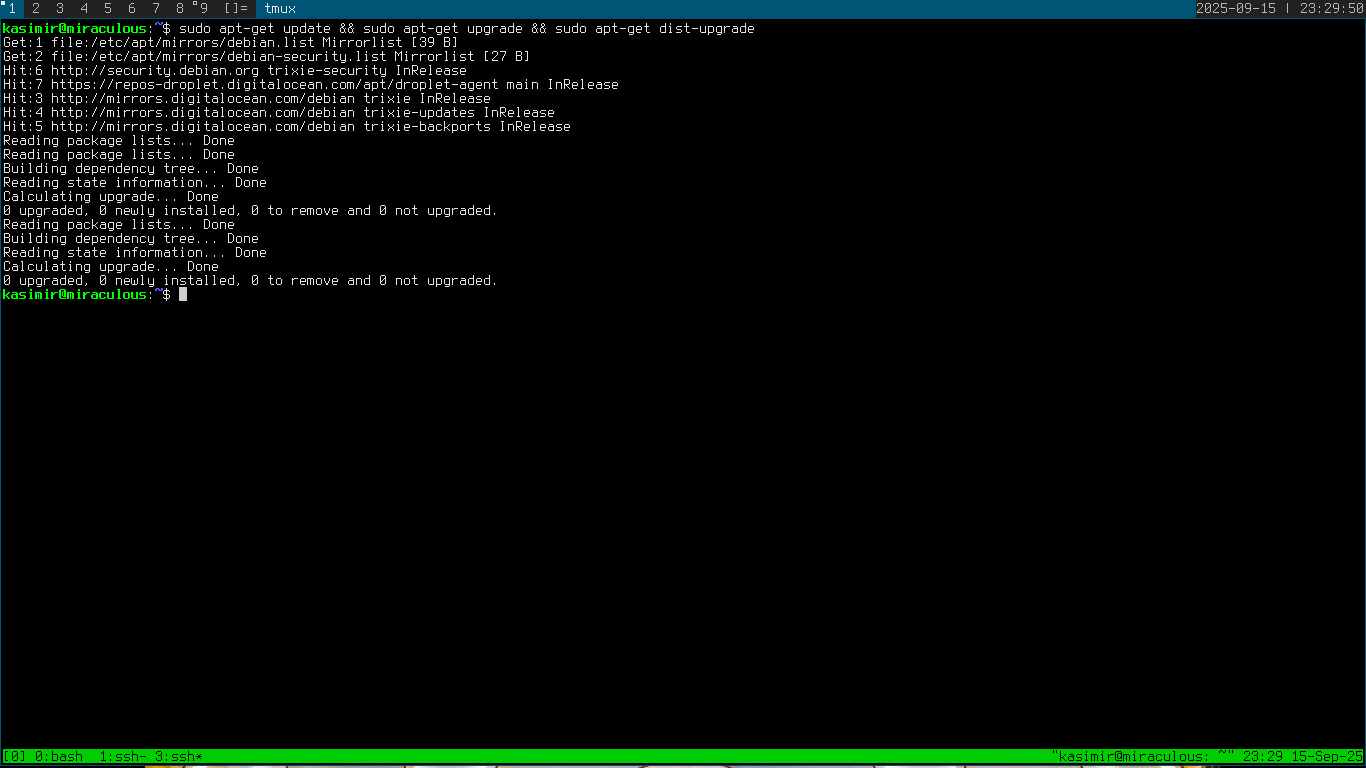 1 2 3 4 5 6 7 8 9 []= tmux 2025-09-15 | 23:29:50
kasimir@miraculous:~$ sudo apt-get update && sudo apt-get upgrade && sudo apt-get dist-upgrade
Get:1 file:/etc/apt/mirrors/debian.list Mirrorlist [39 B]
Get:2 file:/etc/apt/mirrors/debian-security.list Mirrorlist [27 B]
Hit:6 http://security.debian.org trixie-security InRelease
Hit:7 https://repos-droplet.digitalocean.com/apt/droplet-agent main InRelease
Hit:3 http://mirrors.digitalocean.com/debian trixie InRelease
Hit:4 http://mirrors.digitalocean.com/debian trixie-updates InRelease
Hit:5 http://mirrors.digitalocean.com/debian trixie-backports InRelease
Reading package lists... Done
Reading package lists... Done
Building dependency tree... Done
Reading state information... Done
Calculating upgrade... Done
0 upgraded, 0 newly installed, 0 to remove and 0 not upgraded.
Reading package lists... Done
Building dependency tree... Done
Reading state information... Done
Calculating upgrade... Done
0 upgraded, 0 newly installed, 0 to remove and 0 not upgraded.
kasimir@miraculous:~$
[0] 0:bash  1:ssh- 3:ssh* "kasimir@miraculous: ~" 23:29 15-Sep-25